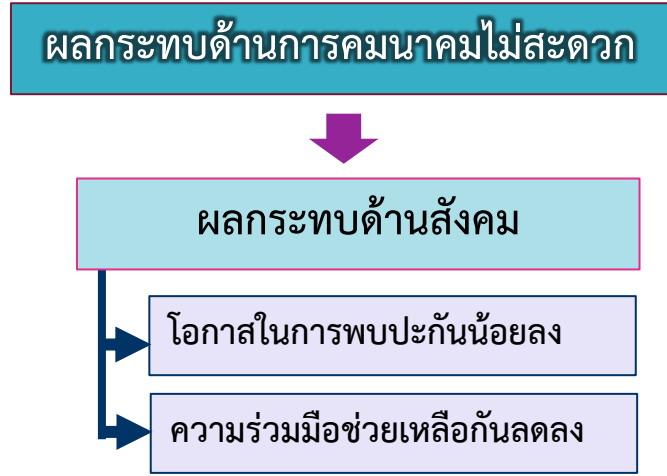 ผลกระทบด้านการคมนาคมไม่สะดวก
ผลกระทบด้านสังคม
โอกาสในการพบปะกันน้อยลง
ความร่วมมือช่วยเหลือกันลดลง